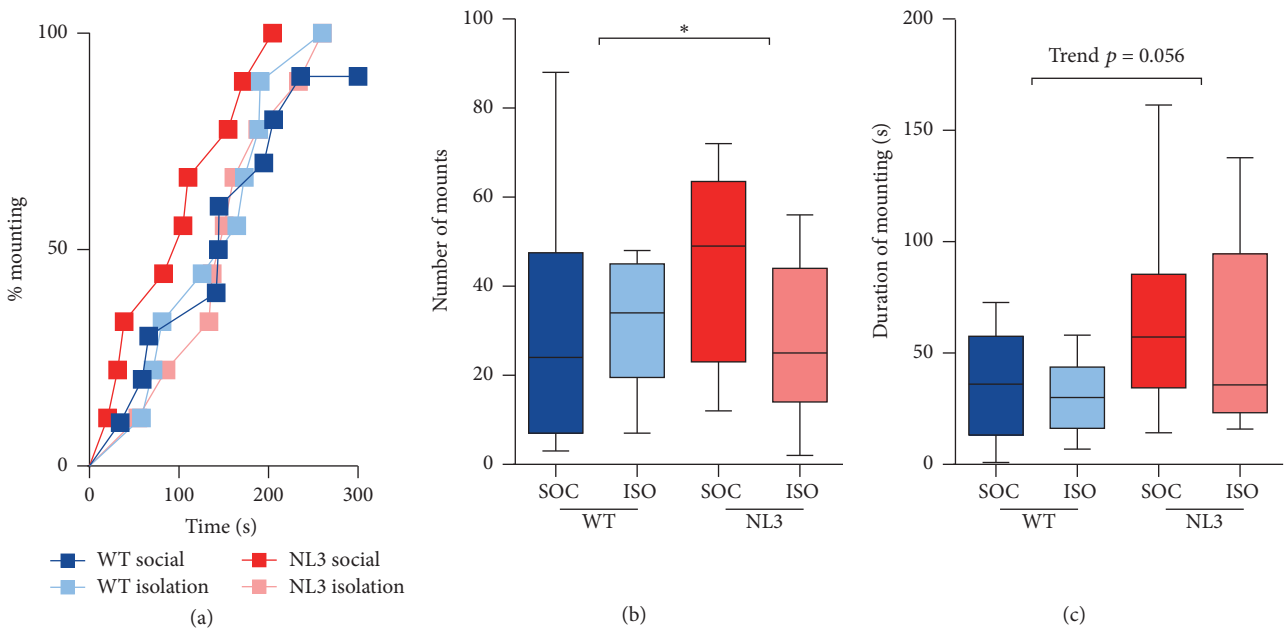 100
50
0
% mounting
0 100 200 300
Time (s)
WT social
NL3 social
WT isolation
NL3 isolation
(a)
100
80
60
40
20
0
Number of mounts
*
SOC ISO SOC ISO
WT NL3
(b)
200
150
100
50
0
Duration of mounting (s)
Trend p = 0.056
SOC ISO SOC ISO
WT NL3
(c)